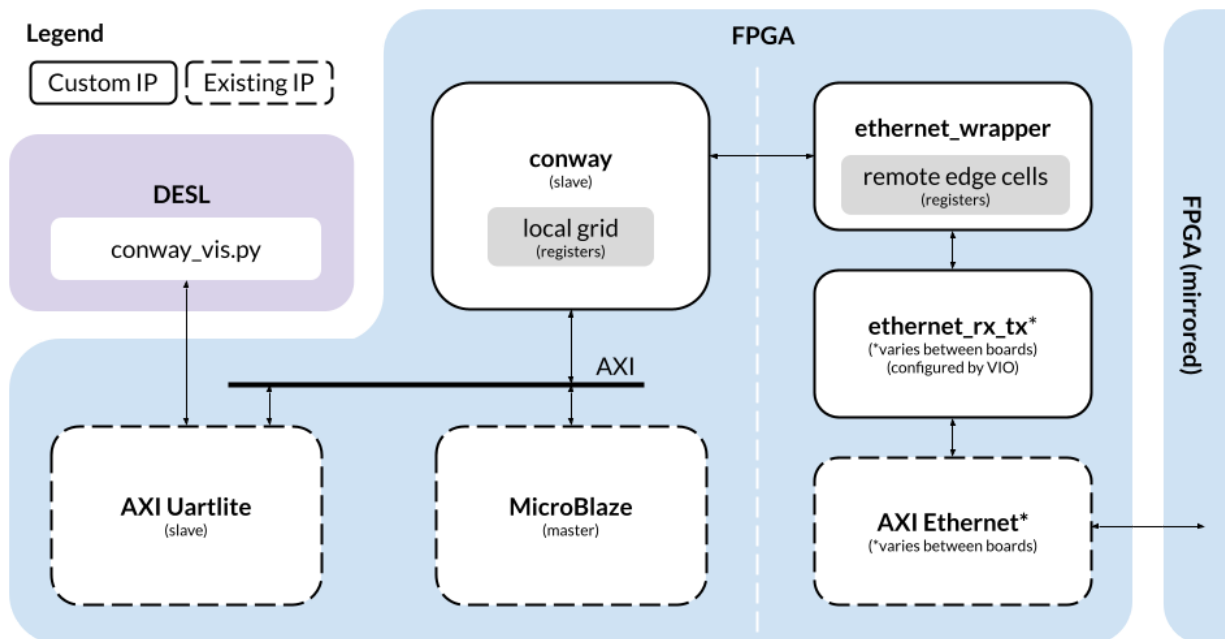 Legend
Custom IP
Existing IP
DESL
conway_vis.py
FPGA
conway
(slave)
local grid
(registers)
ethernet_wrapper
remote edge cells
(registers)
ethernet_rx_tx*
(*varies between boards)
(configured by VIO)
AXI
AXI Uartlite
(slave)
MicroBlaze
(master)
AXI Ethernet*
(*varies between boards)
FPGA (mirrored)